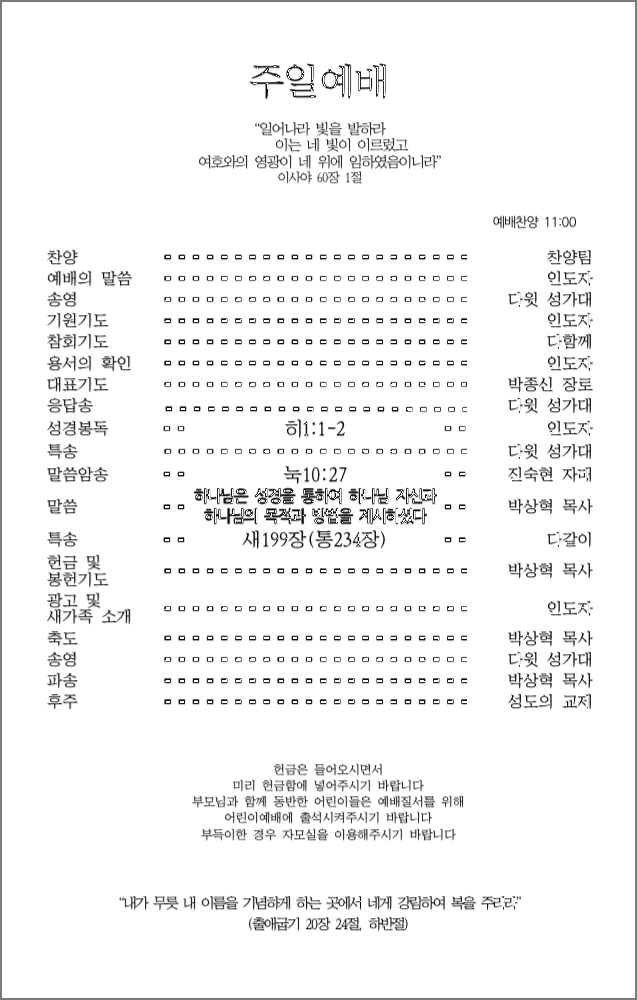 주일예배
“일어나라 빛을 발하라
이는 네 빛이 이르렀고
여호와의 영광이 네 위에 임하였음이니라”
이사야 60장 1절
예배찬양 11:00
찬양 찬양팀
예배의 말씀 인도자
송영 다윗 성가대
기원기도 인도자
참회기도 다함께
용서의 확인 인도자
대표기도 박종신 장로
응답송 다윗 성가대
성경봉독 히1:1-2 인도자
특송 다윗 성가대
말씀암송 눅10:27 진숙현 자매
하나님은 성경을 통하여 하나님 자신과
말씀 박상혁 목사
하나님의 목적과 방법을 계시하셨다
특송 새199장(통234장) 다같이
헌금 및
봉헌기도 박상혁 목사
광고 및
새가족 소개 인도자
축도 박상혁 목사
송영 다윗 성가대
파송 박상혁 목사
후주 성도의 교제
헌금은 들어오시면서
미리 헌금함에 넣어주시기 바랍니다
부모님과 함께 동반한 어린이들은 예배질서를 위해
어린이예배에 출석시켜주시기 바랍니다
부득이한 경우 자모실을 이용해주시기 바랍니다
“내가 무릇 내 이름을 기념하게 하는 곳에서 네게 강림하여 복을 주리라”
(출애굽기 20장 24절, 하반절)